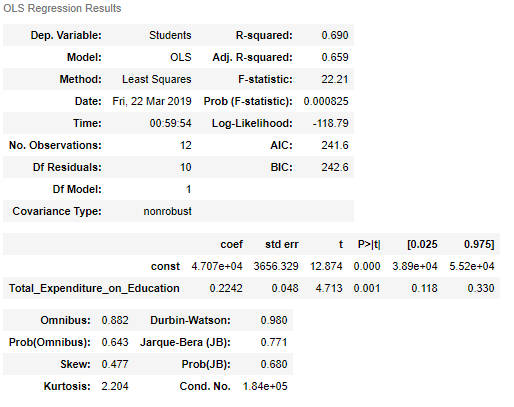 OLS Regression Results
Dep. Variable: Students R-squared: 0.690
Model: OLS Adj. R-squared: 0.659
Method: Least Squares F-statistic: 22.21
Date: Fri, 22 Mar 2019 Prob (F-statistic): 0.000825
Time: 00:59:54 Log-Likelihood: -118.79
No. Observations: 12 AIC: 241.6
Df Residuals: 10 BIC: 242.6
Df Model: 1
Covariance Type: nonrobust
coef std err t P>|t| [0.025 0.975]
const 4.707e+04 3656.329 12.874 0.000 3.89e+04 5.52e+04
Total_Expenditure_on_Education 0.2242 0.048 4.713 0.001 0.118 0.330
Omnibus: 0.882 Durbin-Watson: 0.980
Prob(Omnibus): 0.643 Jarque-Bera (JB): 0.771
Skew: 0.477 Prob(JB): 0.680
Kurtosis: 2.204 Cond. No. 1.84e+05